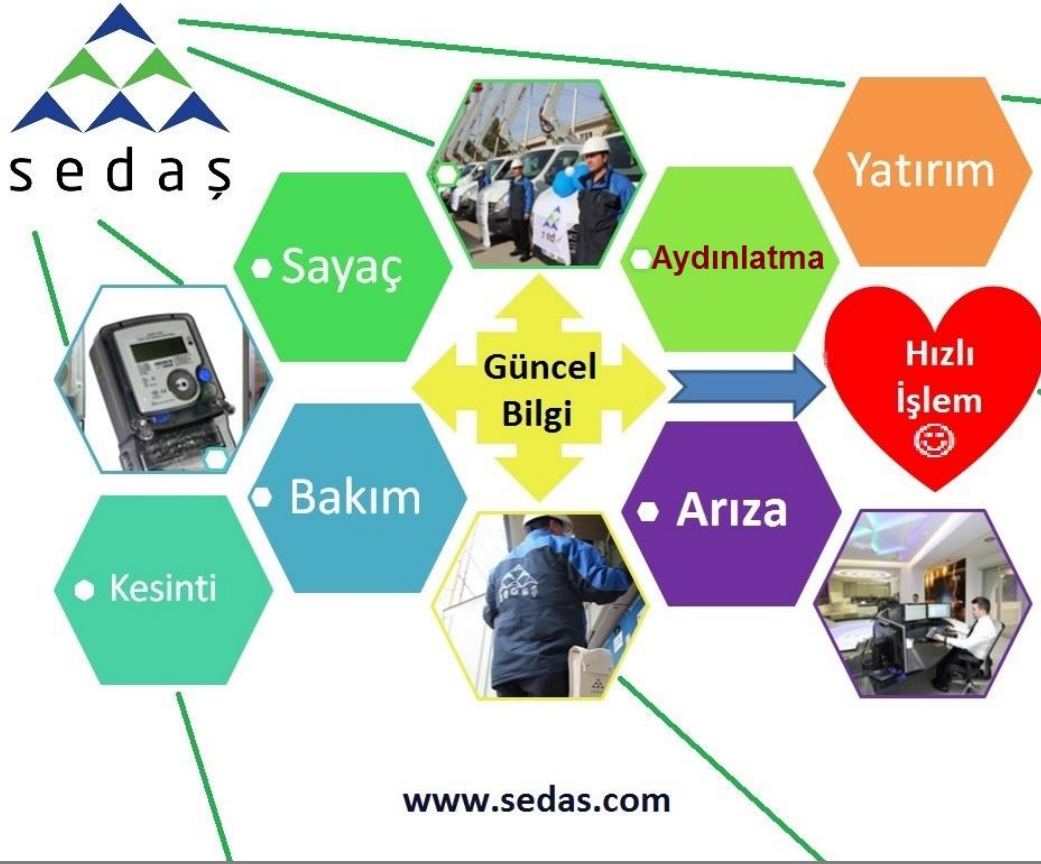 sedaş
Yatırım
Aydınlatma
Sayaç
Güncel
Bilgi
Hızlı
İşlem
Bakım
Arıza
Kesinti
www.sedas.com